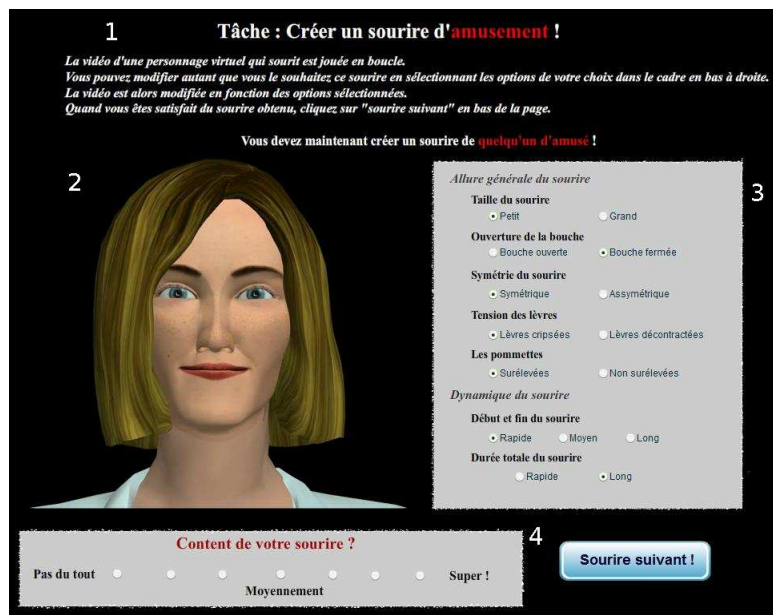 1
Tâche : Créer un sourire d'amusement !
La vidéo d'une personnage virtuel qui sourit est jouée en boucle.
Vous pouvez modifier autant que vous le souhaitez ce sourire en sélectionnant les options de votre choix dans le cadre en bas à droite.
La vidéo est alors modifiée en fonction des options sélectionnées.
Quand vous êtes satisfait du sourire obtenu, cliquez sur "sourire suivant" en bas de la page.
Vous devez maintenant créer un sourire de quelqu'un d'amusé !
2
3
Allure générale du sourire
Taille du sourire
Petit Grand
Ouverture de la bouche
Bouche ouverte Bouche fermée
Symétrie du sourire
Symétrique Assymétrique
Tension des lèvres
Lèvres cripsées Lèvres décontractées
Les pommettes
Surélevées Non surélevées
Dynamique du sourire
Début et fin du sourire
Rapide Moyen Long
Durée totale du sourire
Rapide Long
4
Content de votre sourire ?
Pas du tout Super !
Moyennement
Sourire suivant !